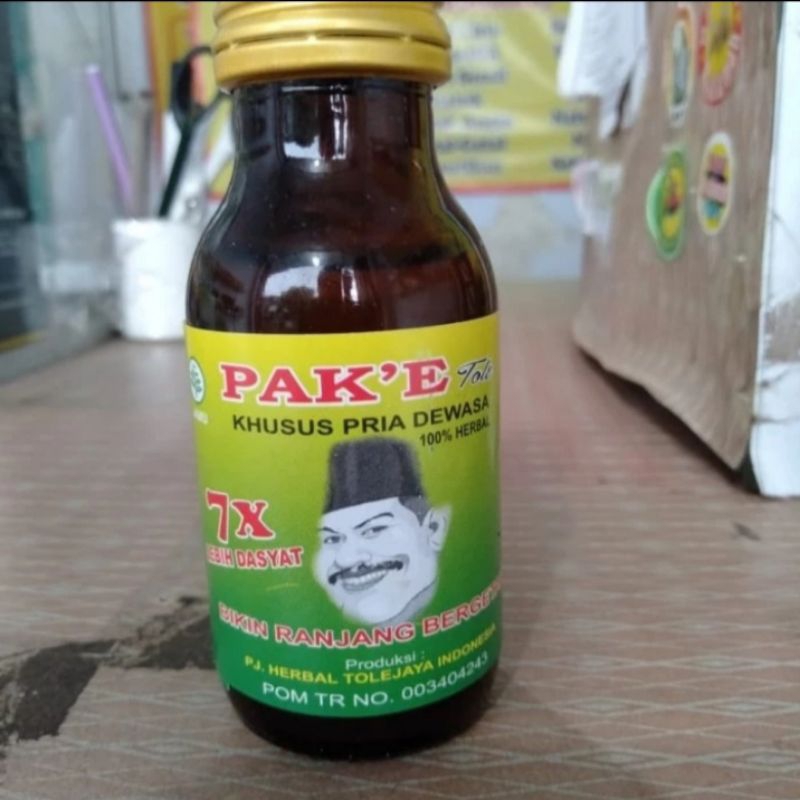 PAK'E Tole
KHUSUS PRIA DEWASA
100% HERBAL
7X
LEBIH DASYAT
BIKIN RANJANG
Produksi :
PJ. HERBAL TOLEJAYA INDONESIA
POM TR NO. 003404243